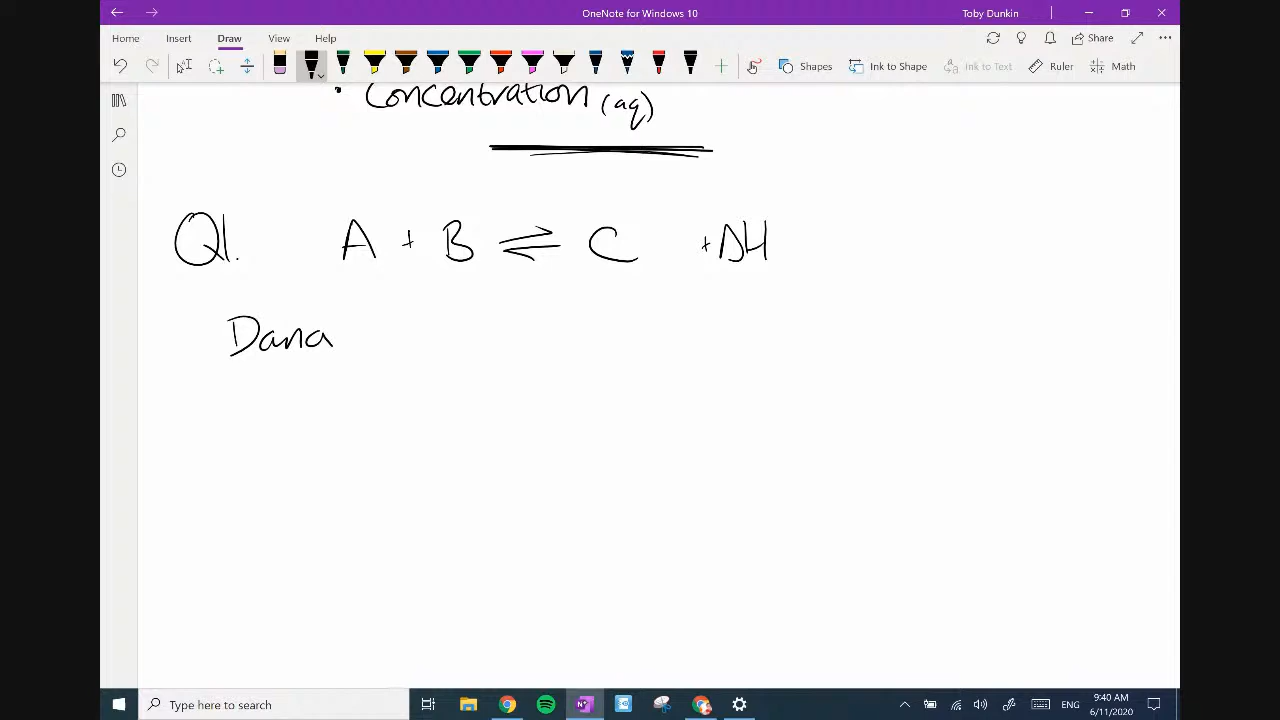 OneNote for Windows 10
Toby Dunkin
Home Insert Draw View Help
Share
Shapes Ink to Shape Ink to Text Ruler Math
• Concentration (aq)
Q1. A + B ⇌ C +ΔH
Dana
Type here to search
ENG
9:40 AM
6/11/2020